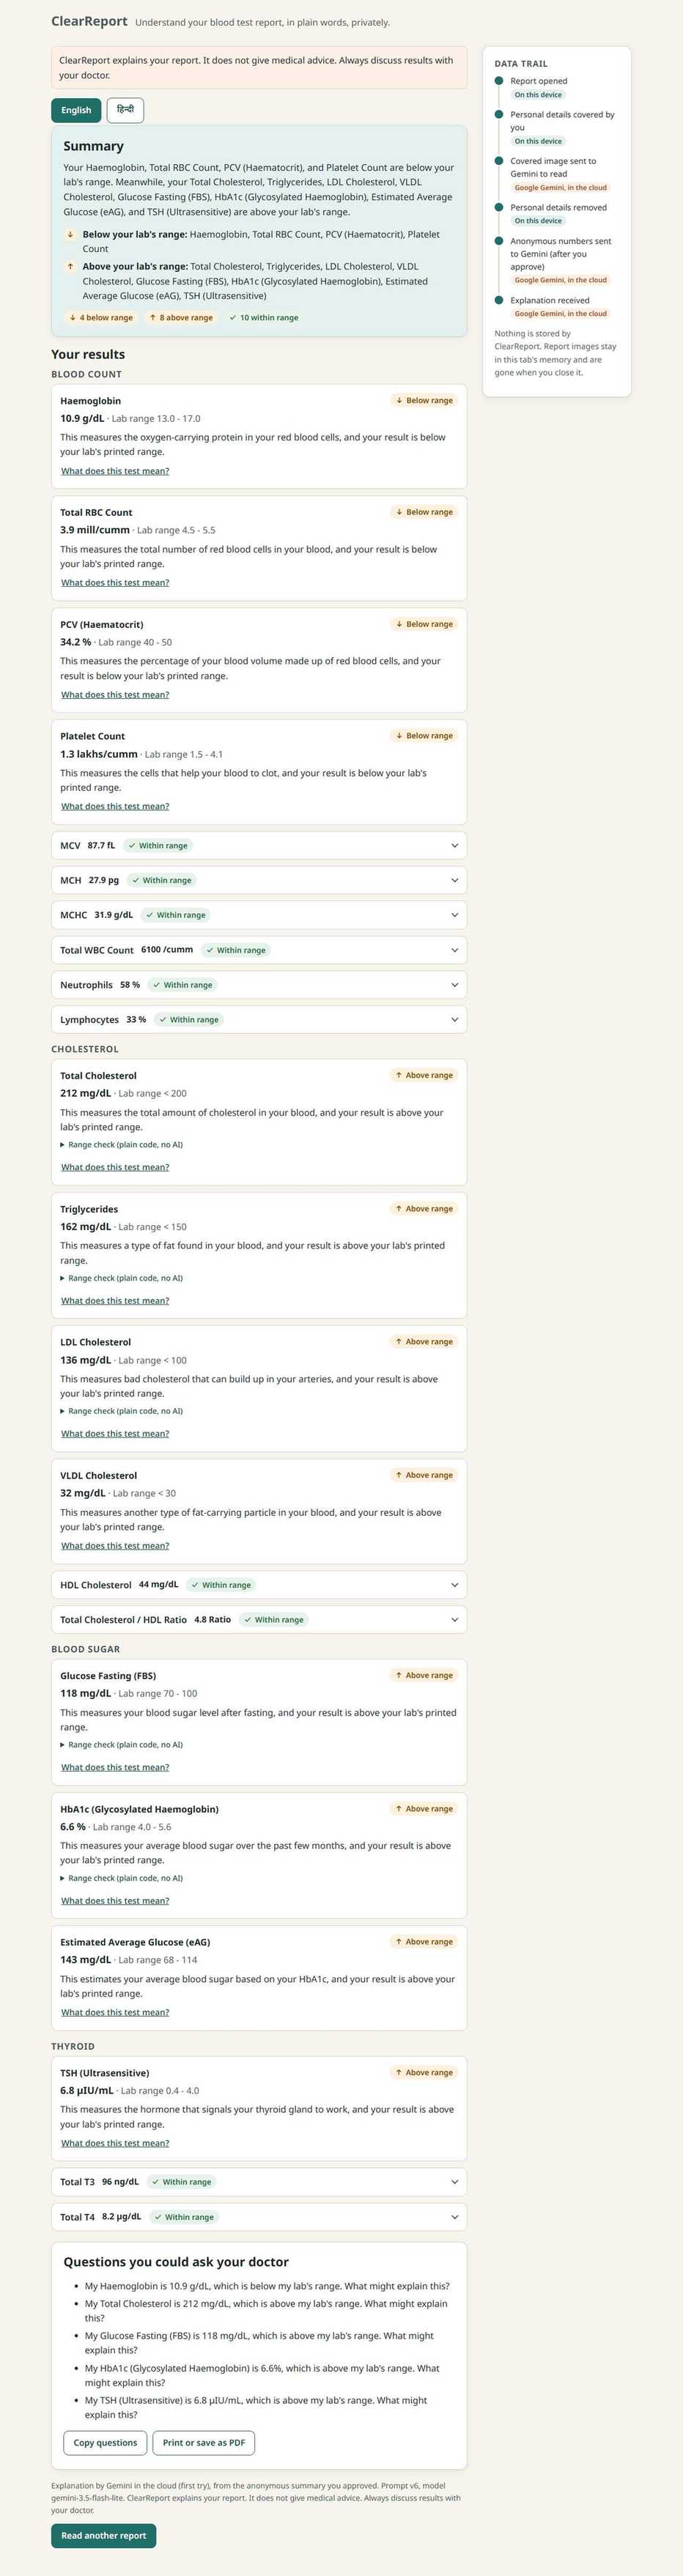 ClearReport Understand your blood test report, in plain words, privately.
ClearReport explains your report. It does not give medical advice. Always discuss results with
your doctor.
English हिन्दी
Summary
Your Haemoglobin, Total RBC Count, PCV (Haematocrit), and Platelet Count are below your
lab's range. Meanwhile, your Total Cholesterol, Triglycerides, LDL Cholesterol, VLDL
Cholesterol, Glucose Fasting (FBS), HbA1c (Glycosylated Haemoglobin), Estimated Average
Glucose (eAG), and TSH (Ultrasensitive) are above your lab's range.
↓ Below your lab's range: Haemoglobin, Total RBC Count, PCV (Haematocrit), Platelet
Count
↑ Above your lab's range: Total Cholesterol, Triglycerides, LDL Cholesterol, VLDL
Cholesterol, Glucose Fasting (FBS), HbA1c (Glycosylated Haemoglobin), Estimated
Average Glucose (eAG), TSH (Ultrasensitive)
↓ 4 below range ↑ 8 above range ✓ 10 within range
Your results
BLOOD COUNT
Haemoglobin ↓ Below range
10.9 g/dL · Lab range 13.0 - 17.0
This measures the oxygen-carrying protein in your red blood cells, and your result is below
your lab's printed range.
What does this test mean?
Total RBC Count ↓ Below range
3.9 mill/cumm · Lab range 4.5 - 5.5
This measures the total number of red blood cells in your blood, and your result is below
your lab's printed range.
What does this test mean?
PCV (Haematocrit) ↓ Below range
34.2 % · Lab range 40 - 50
This measures the percentage of your blood volume made up of red blood cells, and your
result is below your lab's printed range.
What does this test mean?
Platelet Count ↓ Below range
1.3 lakhs/cumm · Lab range 1.5 - 4.1
This measures the cells that help your blood to clot, and your result is below your lab's
printed range.
What does this test mean?
MCV 87.7 fL ✓ Within range
MCH 27.9 pg ✓ Within range
MCHC 31.9 g/dL ✓ Within range
Total WBC Count 6100 /cumm ✓ Within range
Neutrophils 58 % ✓ Within range
Lymphocytes 33 % ✓ Within range
CHOLESTEROL
Total Cholesterol ↑ Above range
212 mg/dL · Lab range < 200
This measures the total amount of cholesterol in your blood, and your result is above your
lab's printed range.
▸ Range check (plain code, no AI)
What does this test mean?
Triglycerides ↑ Above range
162 mg/dL · Lab range < 150
This measures a type of fat found in your blood, and your result is above your lab's printed
range.
▸ Range check (plain code, no AI)
What does this test mean?
LDL Cholesterol ↑ Above range
136 mg/dL · Lab range < 100
This measures bad cholesterol that can build up in your arteries, and your result is above
your lab's printed range.
▸ Range check (plain code, no AI)
What does this test mean?
VLDL Cholesterol ↑ Above range
32 mg/dL · Lab range < 30
This measures another type of fat-carrying particle in your blood, and your result is above
your lab's printed range.
What does this test mean?
HDL Cholesterol 44 mg/dL ✓ Within range
Total Cholesterol / HDL Ratio 4.8 Ratio ✓ Within range
BLOOD SUGAR
Glucose Fasting (FBS) ↑ Above range
118 mg/dL · Lab range 70 - 100
This measures your blood sugar level after fasting, and your result is above your lab's printed
range.
▸ Range check (plain code, no AI)
What does this test mean?
HbA1c (Glycosylated Haemoglobin) ↑ Above range
6.6 % · Lab range 4.0 - 5.6
This measures your average blood sugar over the past few months, and your result is above
your lab's printed range.
▸ Range check (plain code, no AI)
What does this test mean?
Estimated Average Glucose (eAG) ↑ Above range
143 mg/dL · Lab range 68 - 114
This estimates your average blood sugar based on your HbA1c, and your result is above your
lab's printed range.
What does this test mean?
THYROID
TSH (Ultrasensitive) ↑ Above range
6.8 µIU/mL · Lab range 0.4 - 4.0
This measures the hormone that signals your thyroid gland to work, and your result is above
your lab's printed range.
What does this test mean?
Total T3 96 ng/dL ✓ Within range
Total T4 8.2 µg/dL ✓ Within range
Questions you could ask your doctor
• My Haemoglobin is 10.9 g/dL, which is below my lab's range. What might explain this?
• My Total Cholesterol is 212 mg/dL, which is above my lab's range. What might explain
this?
• My Glucose Fasting (FBS) is 118 mg/dL, which is above my lab's range. What might
explain this?
• My HbA1c (Glycosylated Haemoglobin) is 6.6%, which is above my lab's range. What
might explain this?
• My TSH (Ultrasensitive) is 6.8 µIU/mL, which is above my lab's range. What might
explain this?
Copy questions Print or save as PDF
Explanation by Gemini in the cloud (first try), from the anonymous summary you approved. Prompt v6, model
gemini-3.5-flash-lite. ClearReport explains your report. It does not give medical advice. Always discuss results with
your doctor.
Read another report
DATA TRAIL
Report opened
On this device
Personal details covered by
you
On this device
Covered image sent to
Gemini to read
Google Gemini, in the cloud
Personal details removed
On this device
Anonymous numbers sent
to Gemini (after you
approve)
Google Gemini, in the cloud
Explanation received
Google Gemini, in the cloud
Nothing is stored by
ClearReport. Report images stay
in this tab's memory and are
gone when you close it.